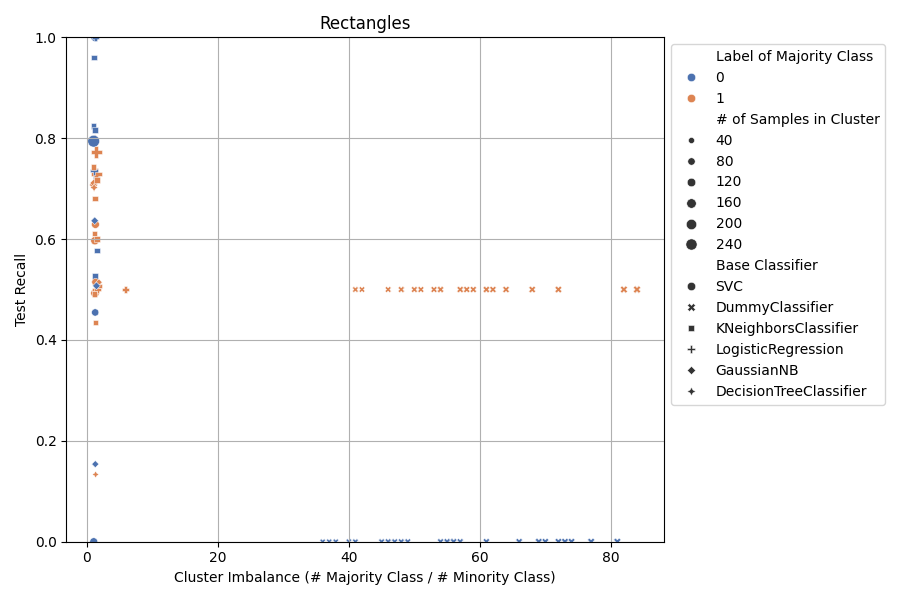 Rectangles
1.0
0.8
0.6
0.4
0.2
0.0
Test Recall
0
20
40
60
80
Cluster Imbalance (# Majority Class / # Minority Class)
Label of Majority Class
0
1
# of Samples in Cluster
40
80
120
160
200
240
Base Classifier
SVC
DummyClassifier
KNeighborsClassifier
LogisticRegression
GaussianNB
DecisionTreeClassifier